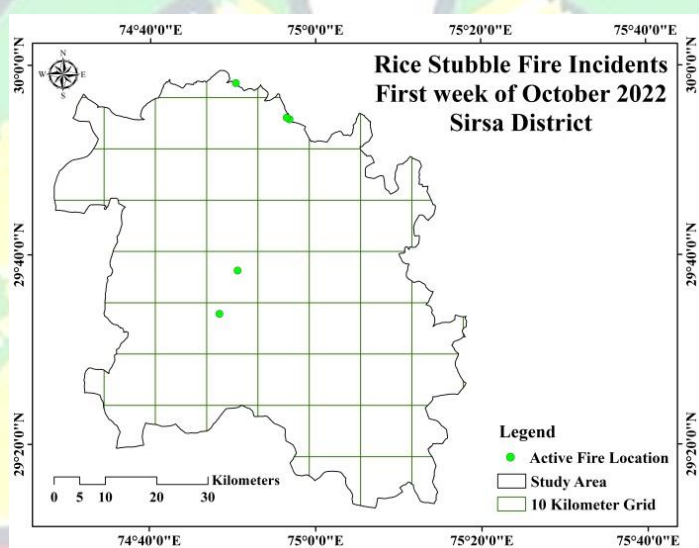 74°40'0"E 75°0'0"E 75°20'0"E 75°40'0"E
30°0'0"N
30°0'0"N
N
W E
S
Rice Stubble Fire Incidents
First week of October 2022
Sirsa District
29°40'0"N
29°40'0"N
29°20'0"N
29°20'0"N
Legend
Active Fire Location
Study Area
10 Kilometer Grid
Kilometers
0 5 10 20 30
74°40'0"E 75°0'0"E 75°20'0"E 75°40'0"E